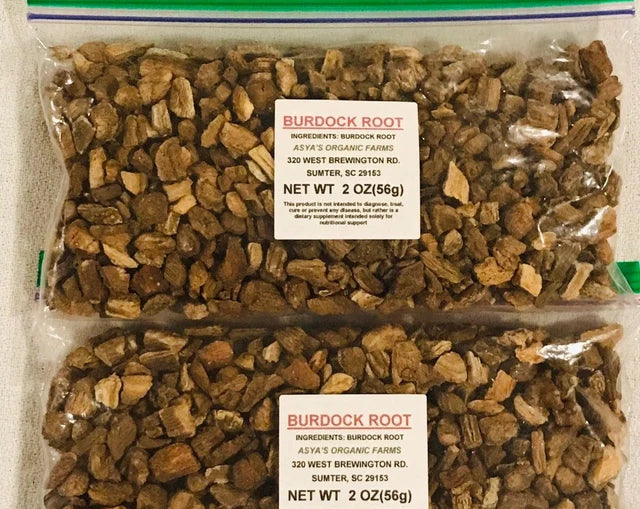 BURDOCK ROOT
INGREDIENTS: BURDOCK ROOT
ASYA'S ORGANIC FARMS
320 WEST BREWINGTON RD.
SUMTER, SC 29153
NET WT 2 OZ(56g)
This product is not intended to diagnose, treat,
cure or prevent any disease, but rather is a
dietary supplement intended solely for
nutritional support
BURDOCK ROOT
INGREDIENTS: BURDOCK ROOT
ASYA'S ORGANIC FARMS
320 WEST BREWINGTON RD.
SUMTER, SC 29153
NET WT 2 OZ(56g)